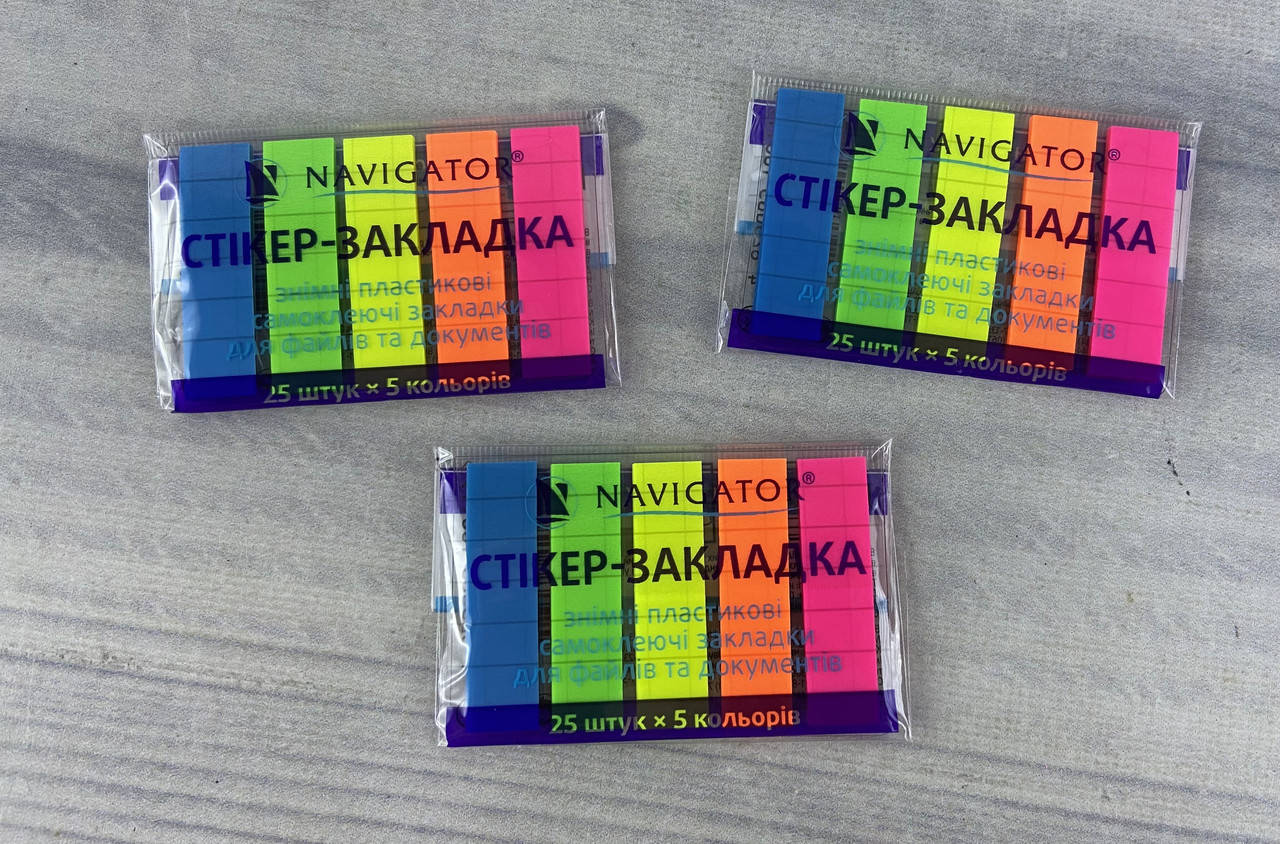 NAVIGATOR®
СТІКЕР-ЗАКЛАДКА
знімні пластикові
самоклеючі закладки
для файлів та документів
25 штук × 5 кольорів
NAVIGATOR®
СТІКЕР-ЗАКЛАДКА
знімні пластикові
самоклеючі закладки
для файлів та документів
25 штук × 5 кольорів
NAVIGATOR®
СТІКЕР-ЗАКЛАДКА
знімні пластикові
самоклеючі закладки
для файлів та документів
25 штук × 5 кольорів